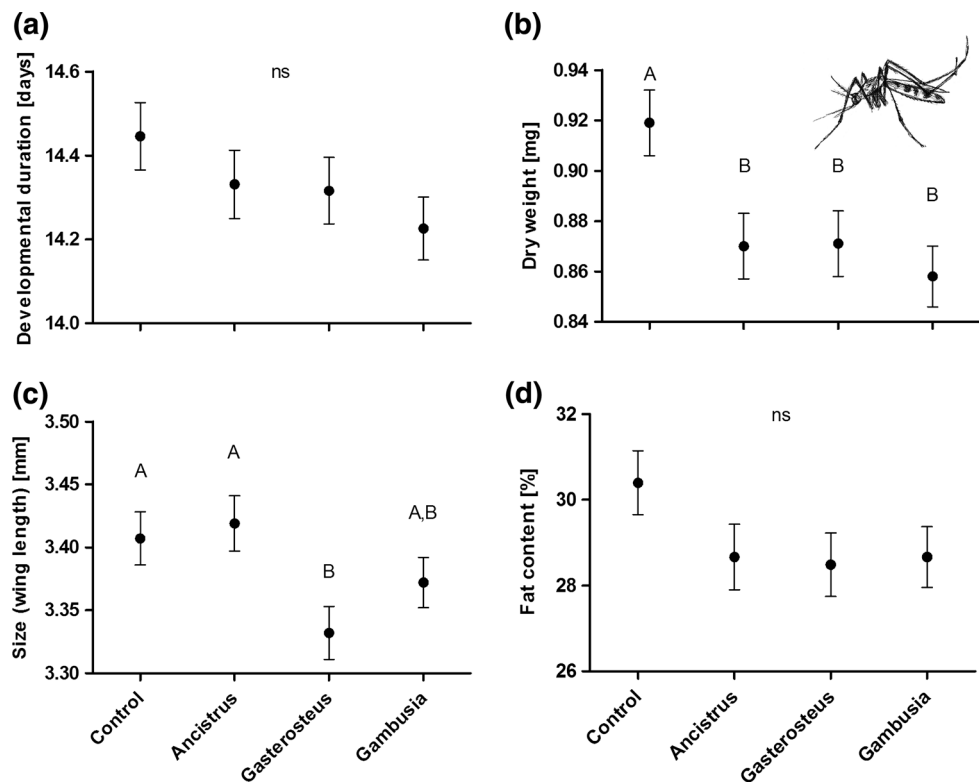 (a)
Developmental duration [days]
14.6
14.4
14.2
14.0
ns
(b)
Dry weight [mg]
0.94
0.92
0.90
0.88
0.86
0.84
A
B
B
B
(c)
Size (wing length) [mm]
3.50
3.45
3.40
3.35
3.30
A
A
B
A,B
Control
Ancistrus
Gasterosteus
Gambusia
(d)
Fat content [%]
32
30
28
26
ns
Control
Ancistrus
Gasterosteus
Gambusia